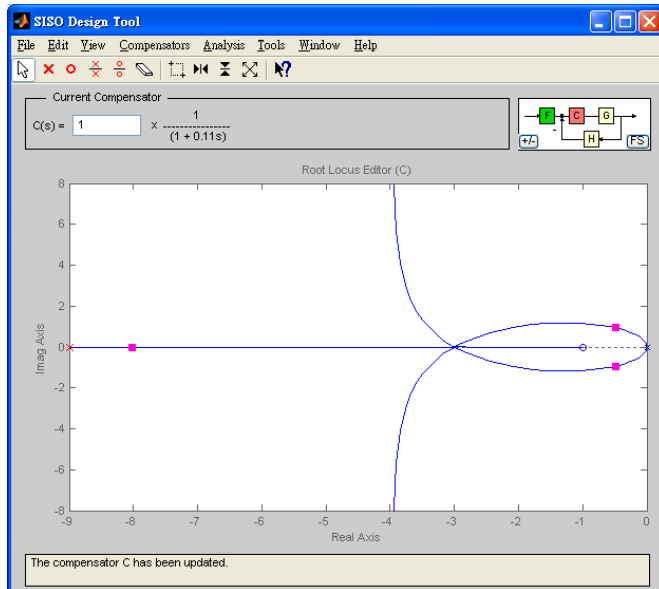 SISO Design Tool
File Edit View Compensators Analysis Tools Window Help
Current Compensator
C(s) = 1 x 1
(1 + 0.11s)
F C G
-
+/- H FS
Root Locus Editor (C)
8
6
4
2
0
-2
-4
-6
-8
Imag Axis
-9 -8 -7 -6 -5 -4 -3 -2 -1 0
Real Axis
The compensator C has been updated.